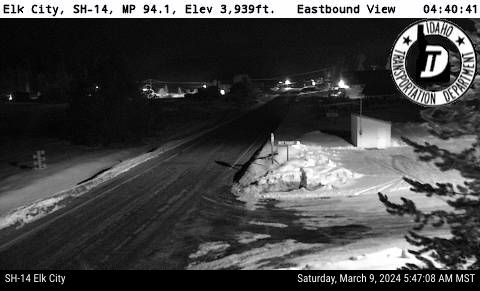 Elk City, SH-14, MP 94.1, Elev 3,939ft. Eastbound View 04:40:41
IDAHO
TRANSPORTATION DEPARTMENT
SH-14 Elk City Saturday, March 9, 2024 5:47:08 AM MST